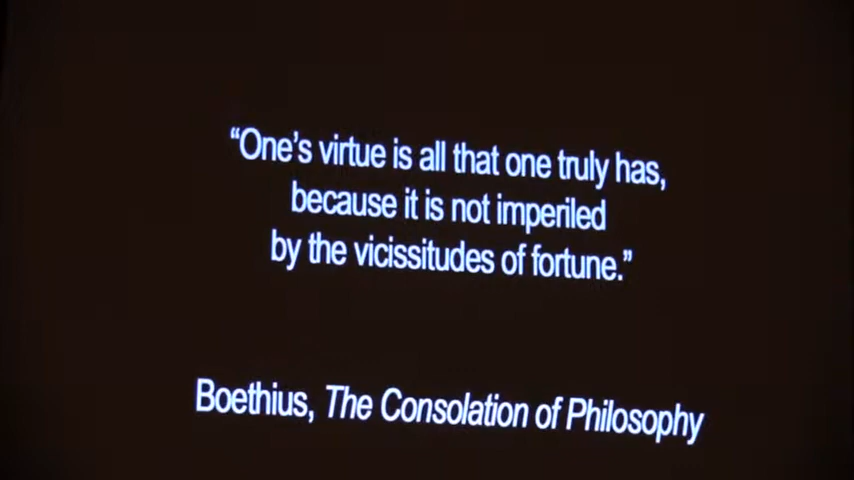 “One’s virtue is all that one truly has,
because it is not imperiled
by the vicissitudes of fortune.”
Boethius, The Consolation of Philosophy